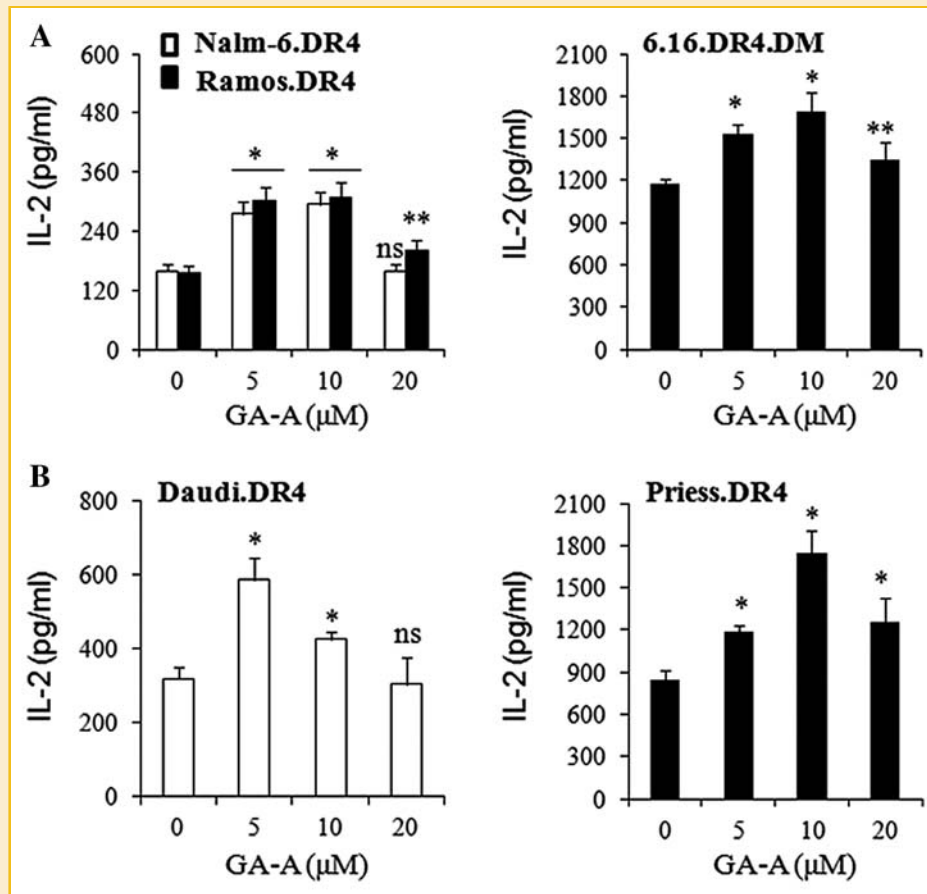 A
Nalm-6.DR4
Ramos.DR4
IL-2 (pg/ml)
600
480
360
240
120
0
*
*
ns
**
0 5 10 20
GA-A (µM)
6.16.DR4.DM
IL-2 (pg/ml)
2100
1800
1500
1200
900
600
300
0
*
*
**
0 5 10 20
GA-A (µM)
B
Daudi.DR4
IL-2 (pg/ml)
800
600
400
200
0
*
*
ns
0 5 10 20
GA-A (µM)
Priess.DR4
IL-2 (pg/ml)
2100
1800
1500
1200
900
600
300
0
*
*
*
0 5 10 20
GA-A (µM)